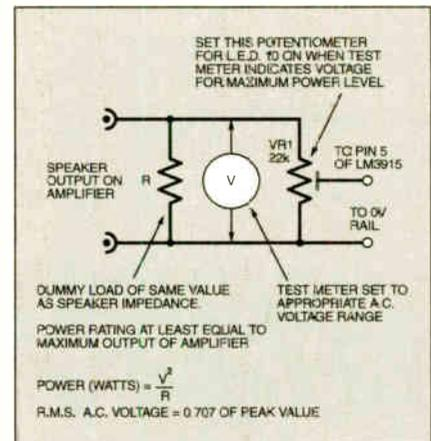 SET THIS POTENTIOMETER
FOR L.E.D. 10 ON WHEN TEST
METER INDICATES VOLTAGE
FOR MAXIMUM POWER LEVEL
VR1
22k
TO PIN 5
OF LM3915
SPEAKER
OUTPUT ON
AMPLIFIER
R
V
TO 0V
RAIL
DUMMY LOAD OF SAME VALUE
AS SPEAKER IMPEDANCE.
POWER RATING AT LEAST EQUAL TO
MAXIMUM OUTPUT OF AMPLIFIER
TEST METER SET TO
APPROPRIATE A.C.
VOLTAGE RANGE
POWER (WATTS) = V²/R
R.M.S. A.C. VOLTAGE = 0.707 OF PEAK VALUE